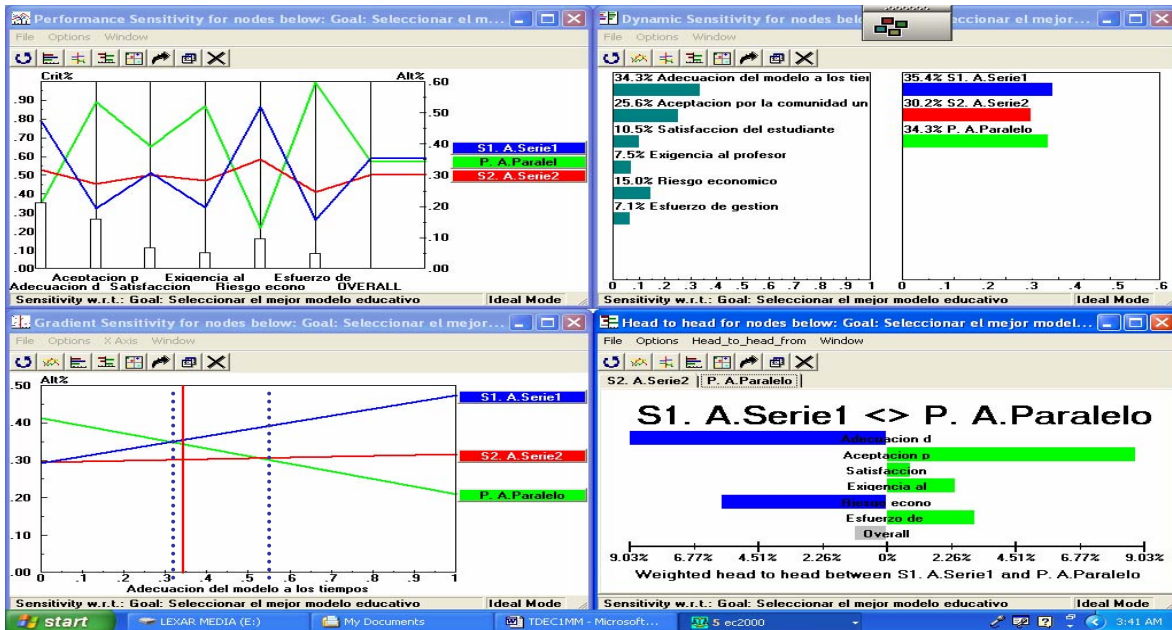 Performance Sensitivity for nodes below: Goal: Seleccionar el m...
File Options Window
Crit% Alt%
.90
.80
.70
.60
.50
.40
.30
.20
.10
.00
.60
.50
.40
.30
.20
.10
.00
S1. A.Serie1
P. A.Paralel
S2. A.Serie2
Aceptacion p Exigencia al Esfuerzo de
Adecuacion d Satisfaccion Riesgo econo OVERALL
Sensitivity w.r.t.: Goal: Seleccionar el mejor modelo educativo Ideal Mode
Dynamic Sensitivity for nodes bel eleccionar el mejor...
File Options Window
34.3% Adecuacion del modelo a los tier
25.6% Aceptacion por la comunidad un
10.5% Satisfaccion del estudiante
7.5% Exigencia al profesor
15.0% Riesgo economico
7.1% Esfuerzo de gestion
0 .1 .2 .3 .4 .5 .6 .7 .8 .9 1
35.4% S1. A.Serie1
30.2% S2. A.Serie2
34.3% P. A.Paralelo
0 .1 .2 .3 .4 .5 .6
Sensitivity w.r.t.: Goal: Seleccionar el mejor modelo educativo Ideal Mode
Gradient Sensitivity for nodes below: Goal: Seleccionar el mejor...
File Options X Axis Window
Alt%
.50
.40
.30
.20
.10
.00
S1. A.Serie1
S2. A.Serie2
P. A.Paralelo
0 .1 .2 .3 .4 .5 .6 .7 .8 .9 1
Adecuacion del modelo a los tiempos
Sensitivity w.r.t.: Goal: Seleccionar el mejor modelo educativo Ideal Mode
Head to head for nodes below: Goal: Seleccionar el mejor model...
File Options Head_to_head_from Window
S2. A.Serie2 P. A.Paralelo
S1. A.Serie1 <> P. A.Paralelo
Adecuacion d
Aceptacion p
Satisfaccion
Exigencia al
Riesgo econo
Esfuerzo de
Overall
9.03% 6.77% 4.51% 2.26% 0% 2.26% 4.51% 6.77% 9.03%
Weighted head to head between S1. A.Serie1 and P. A.Paralelo
Sensitivity w.r.t.: Goal: Seleccionar el mejor modelo educativo Ideal Mode
start LEXAR MEDIA (E:) My Documents TDEC1MM - Microsoft... 5 ec2000 3:41 AM